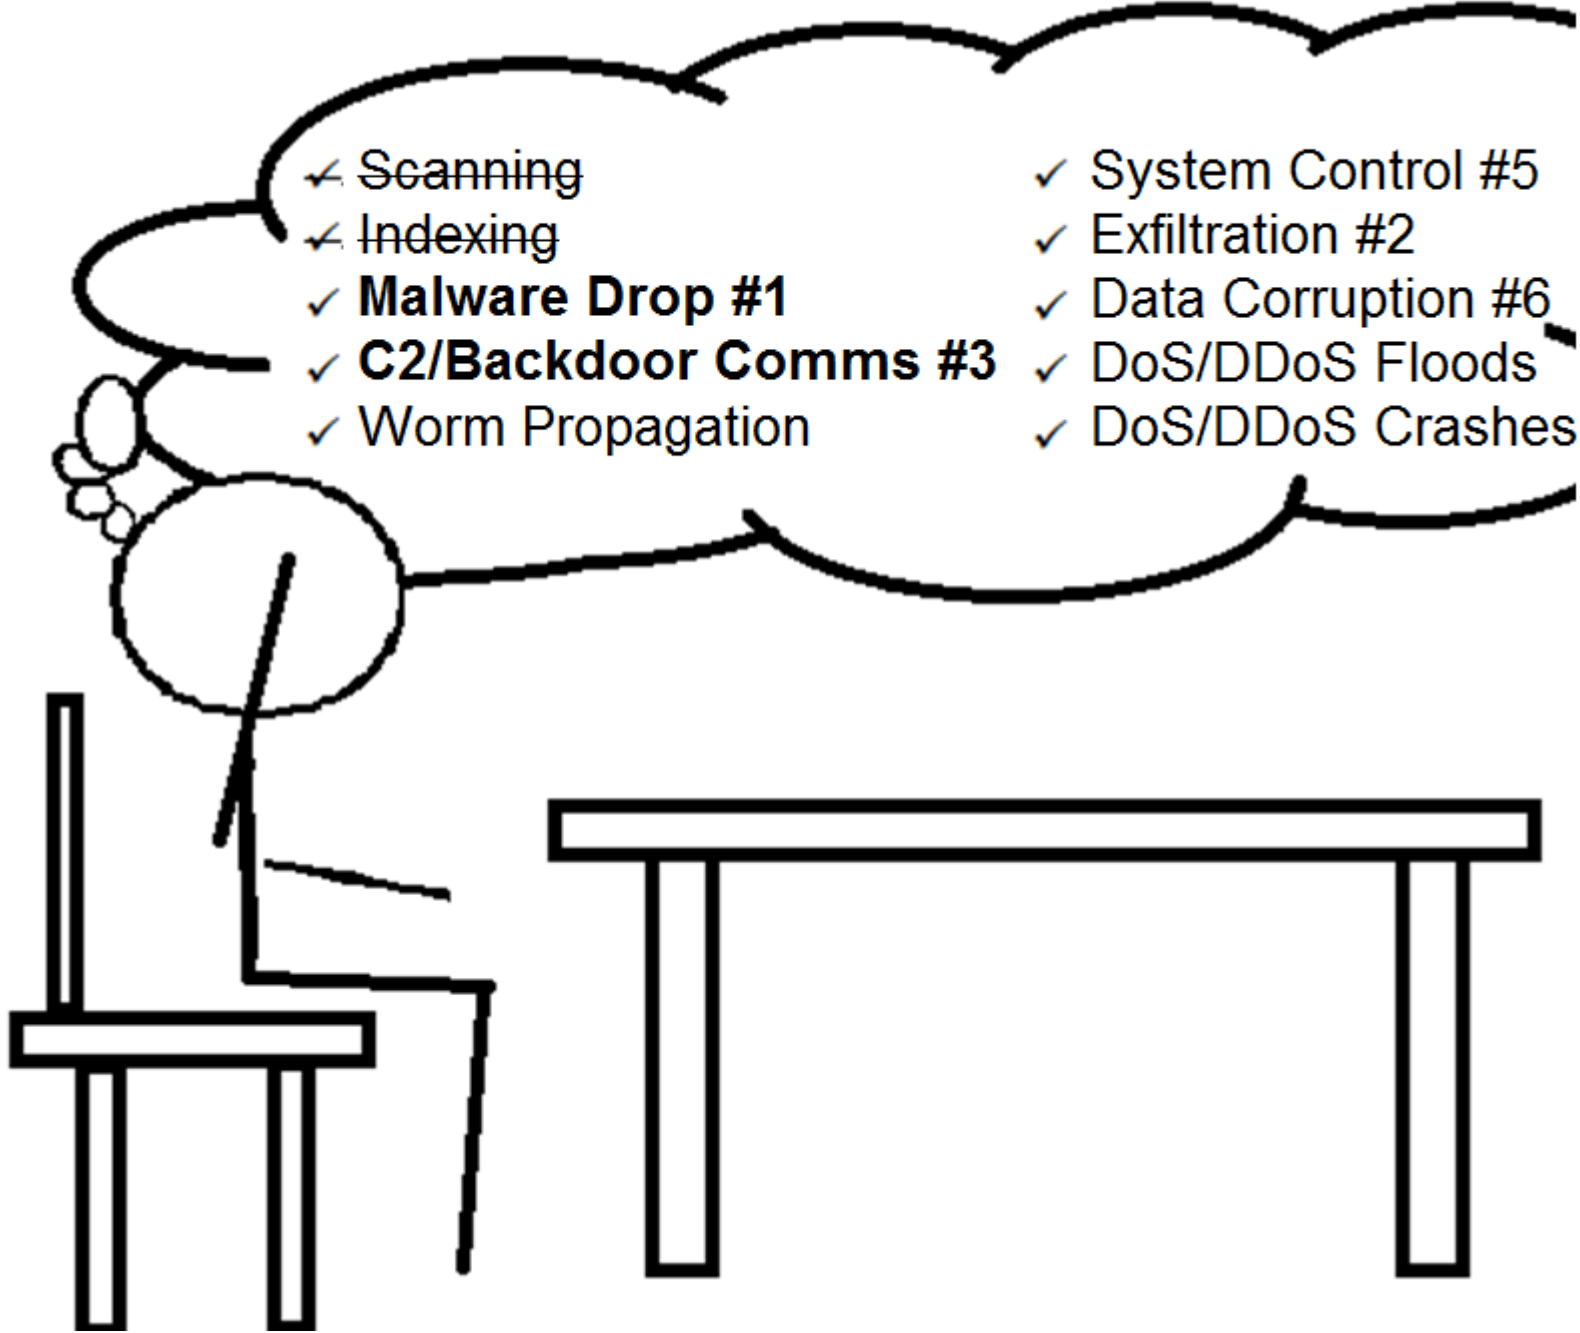 ✓ Scanning
✓ Indexing
✓ Malware Drop #1
✓ C2/Backdoor Comms #3
✓ Worm Propagation
✓ System Control #5
✓ Exfiltration #2
✓ Data Corruption #6
✓ DoS/DDoS Floods
✓ DoS/DDoS Crashes